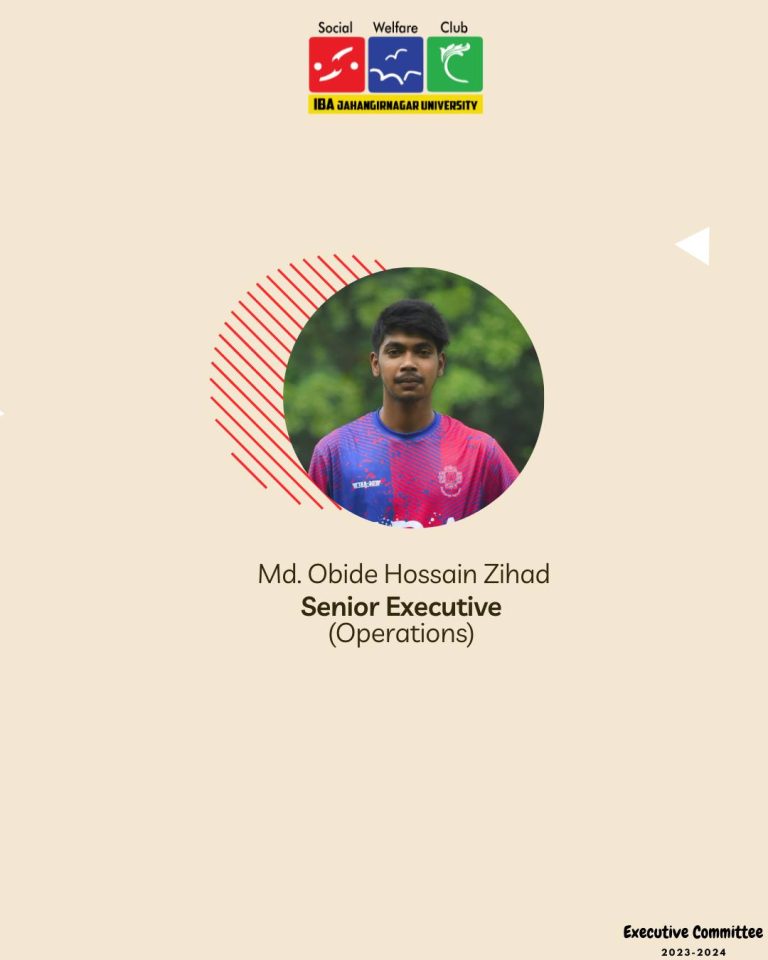 Social Welfare Club
IBA JAHANGIRNAGAR UNIVERSITY
Md. Obide Hossain Zihad
Senior Executive
(Operations)
Executive Committee
2023-2024